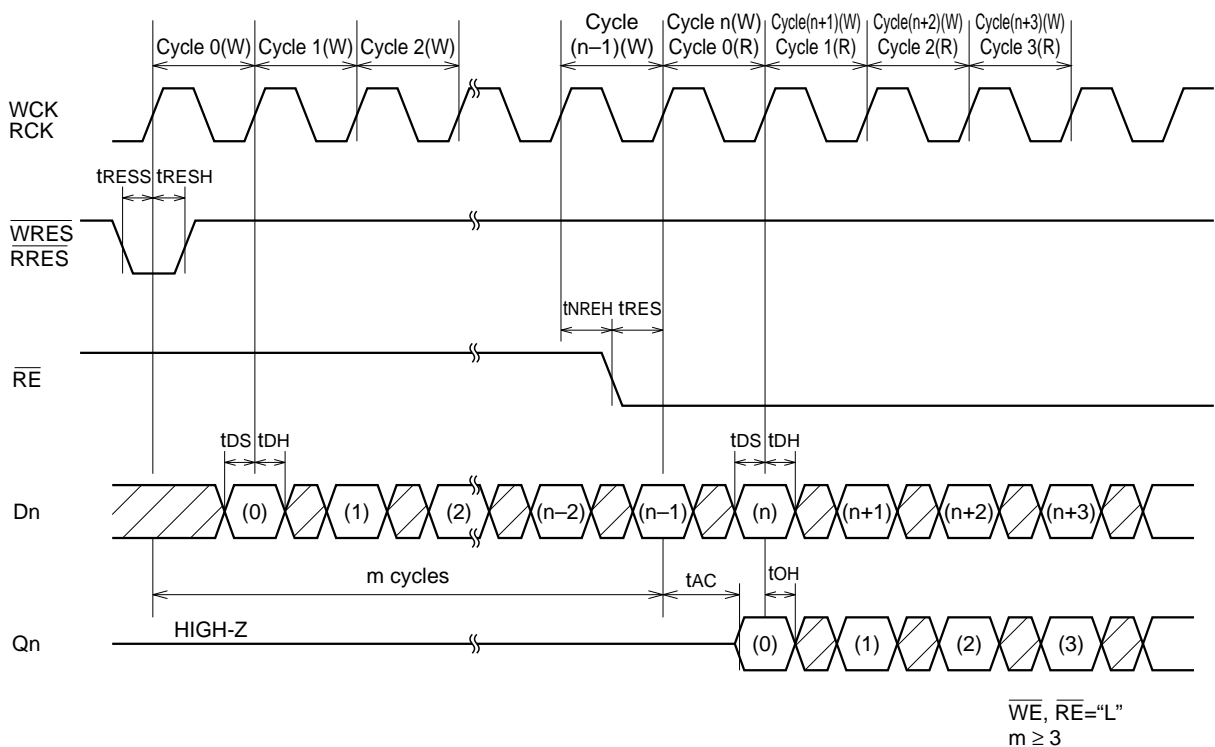 Cycle 0(W) Cycle 1(W) Cycle 2(W) Cycle Cycle n(W) Cycle(n+1)(W) Cycle(n+2)(W) Cycle(n+3)(W)
(n–1)(W) Cycle 0(R) Cycle 1(R) Cycle 2(R) Cycle 3(R)
WCK
RCK
tRESS tRESH
WRES
RRES
tNREH tRES
RE
tDS tDH tDS tDH
Dn (0) (1) (2) (n–2) (n–1) (n) (n+1) (n+2) (n+3)
m cycles tAC tOH
HIGH-Z
Qn (0) (1) (2) (3)
WE, RE=“L”
m ≥ 3